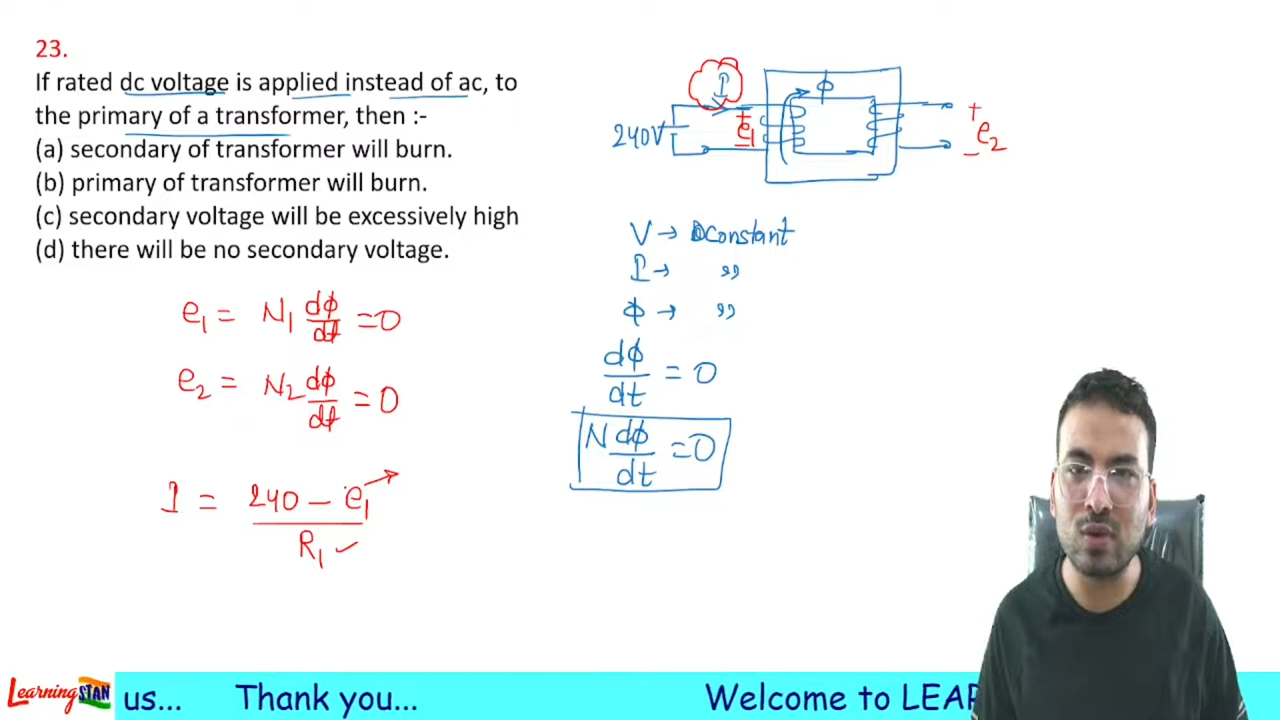 23.
If rated dc voltage is applied instead of ac, to
the primary of a transformer, then :-
(a) secondary of transformer will burn.
(b) primary of transformer will burn.
(c) secondary voltage will be excessively high
(d) there will be no secondary voltage.
e₁ = N₁ dφ/dt = 0
e₂ = N₂ dφ/dt = 0
I = 240 - e₁ / R₁ ✓
I
φ
240V
+ e₁ -
+ e₂ -
V → constant
I → ,,
φ → ,,
dφ/dt = 0
N dφ/dt = 0
LearningSTAN
us... Thank you... Welcome to LEAR